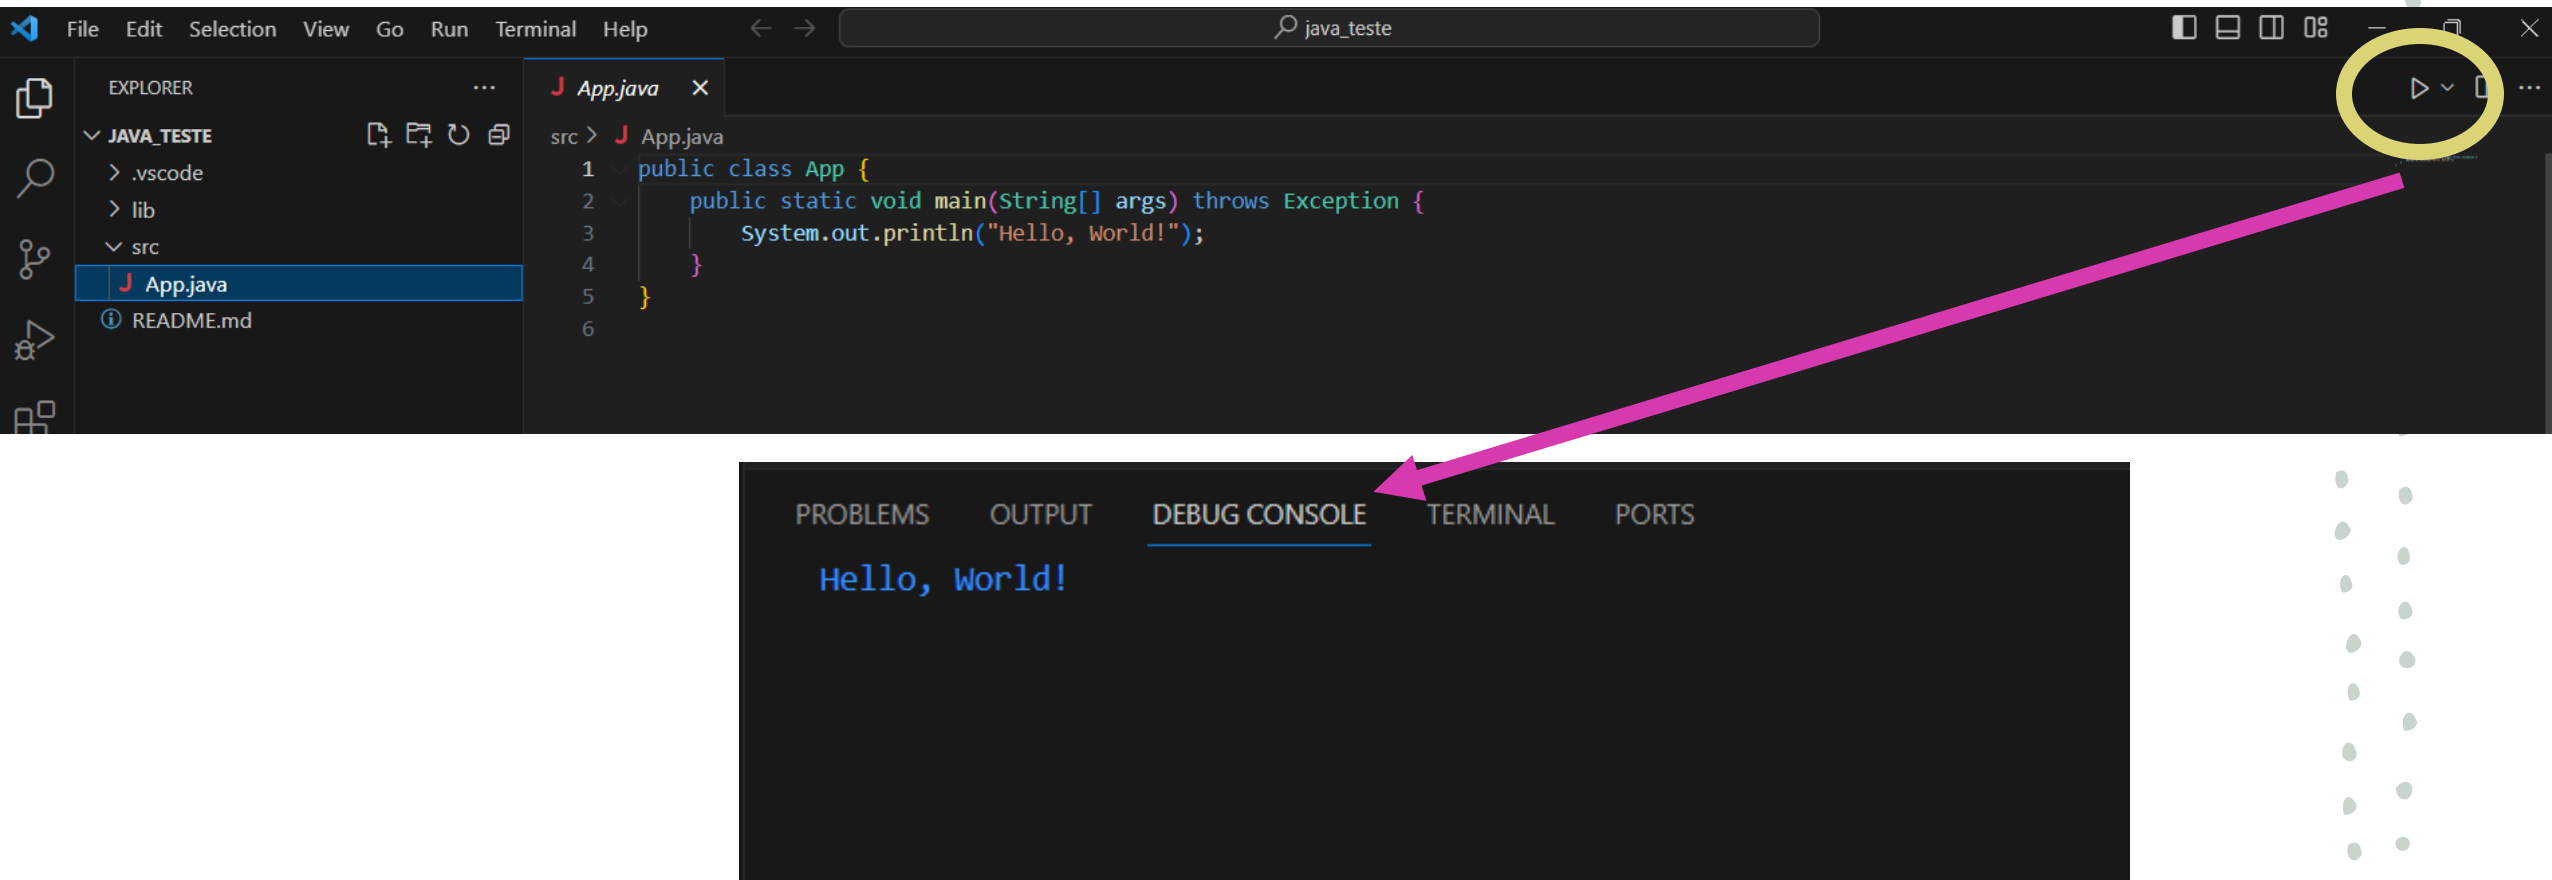 File Edit Selection View Go Run Terminal Help java_teste
EXPLORER
JAVA_TESTE
.vscode
lib
src
App.java
README.md
App.java
src > App.java
1 public class App {
2 public static void main(String[] args) throws Exception {
3 System.out.println("Hello, World!");
4 }
5 }
6
PROBLEMS OUTPUT DEBUG CONSOLE TERMINAL PORTS
Hello, World!